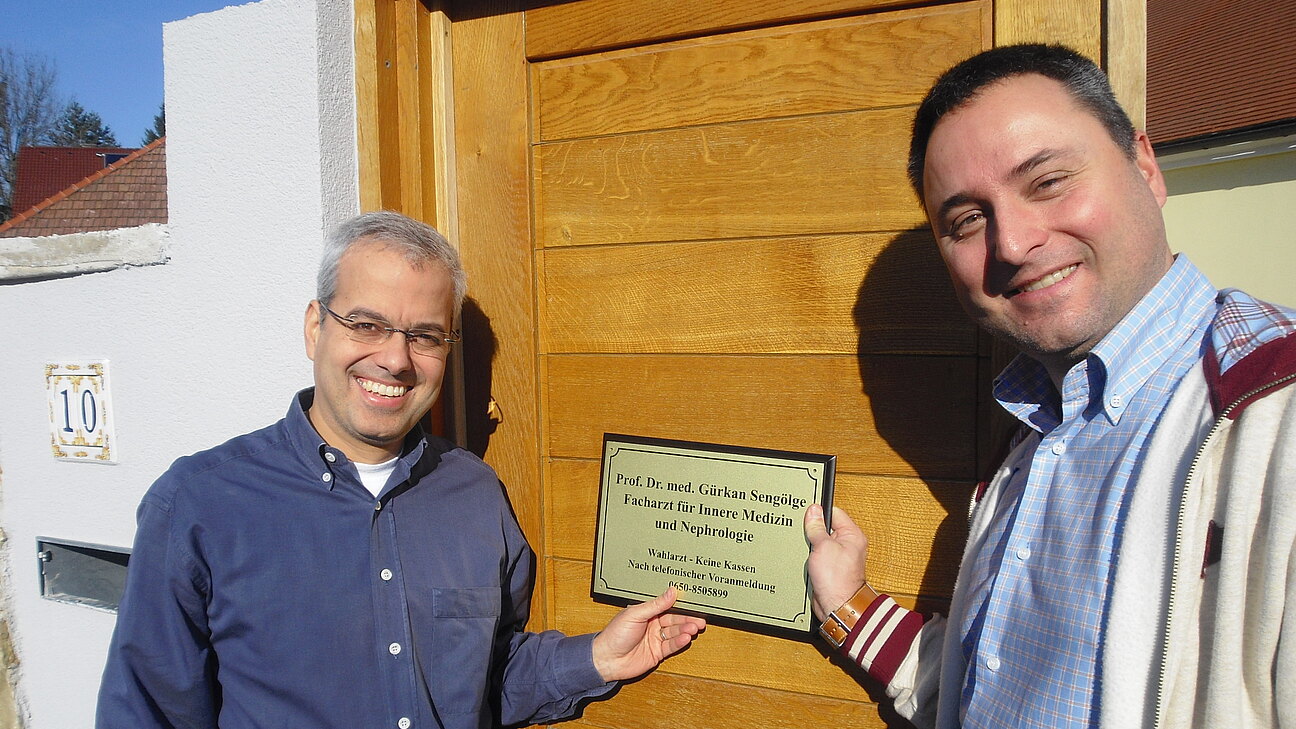 10
Prof. Dr. med. Gürkan Sengölge
Facharzt für Innere Medizin
und Nephrologie
Wahlarzt - Keine Kassen
Nach telefonischer Voranmeldung
0650-8505899